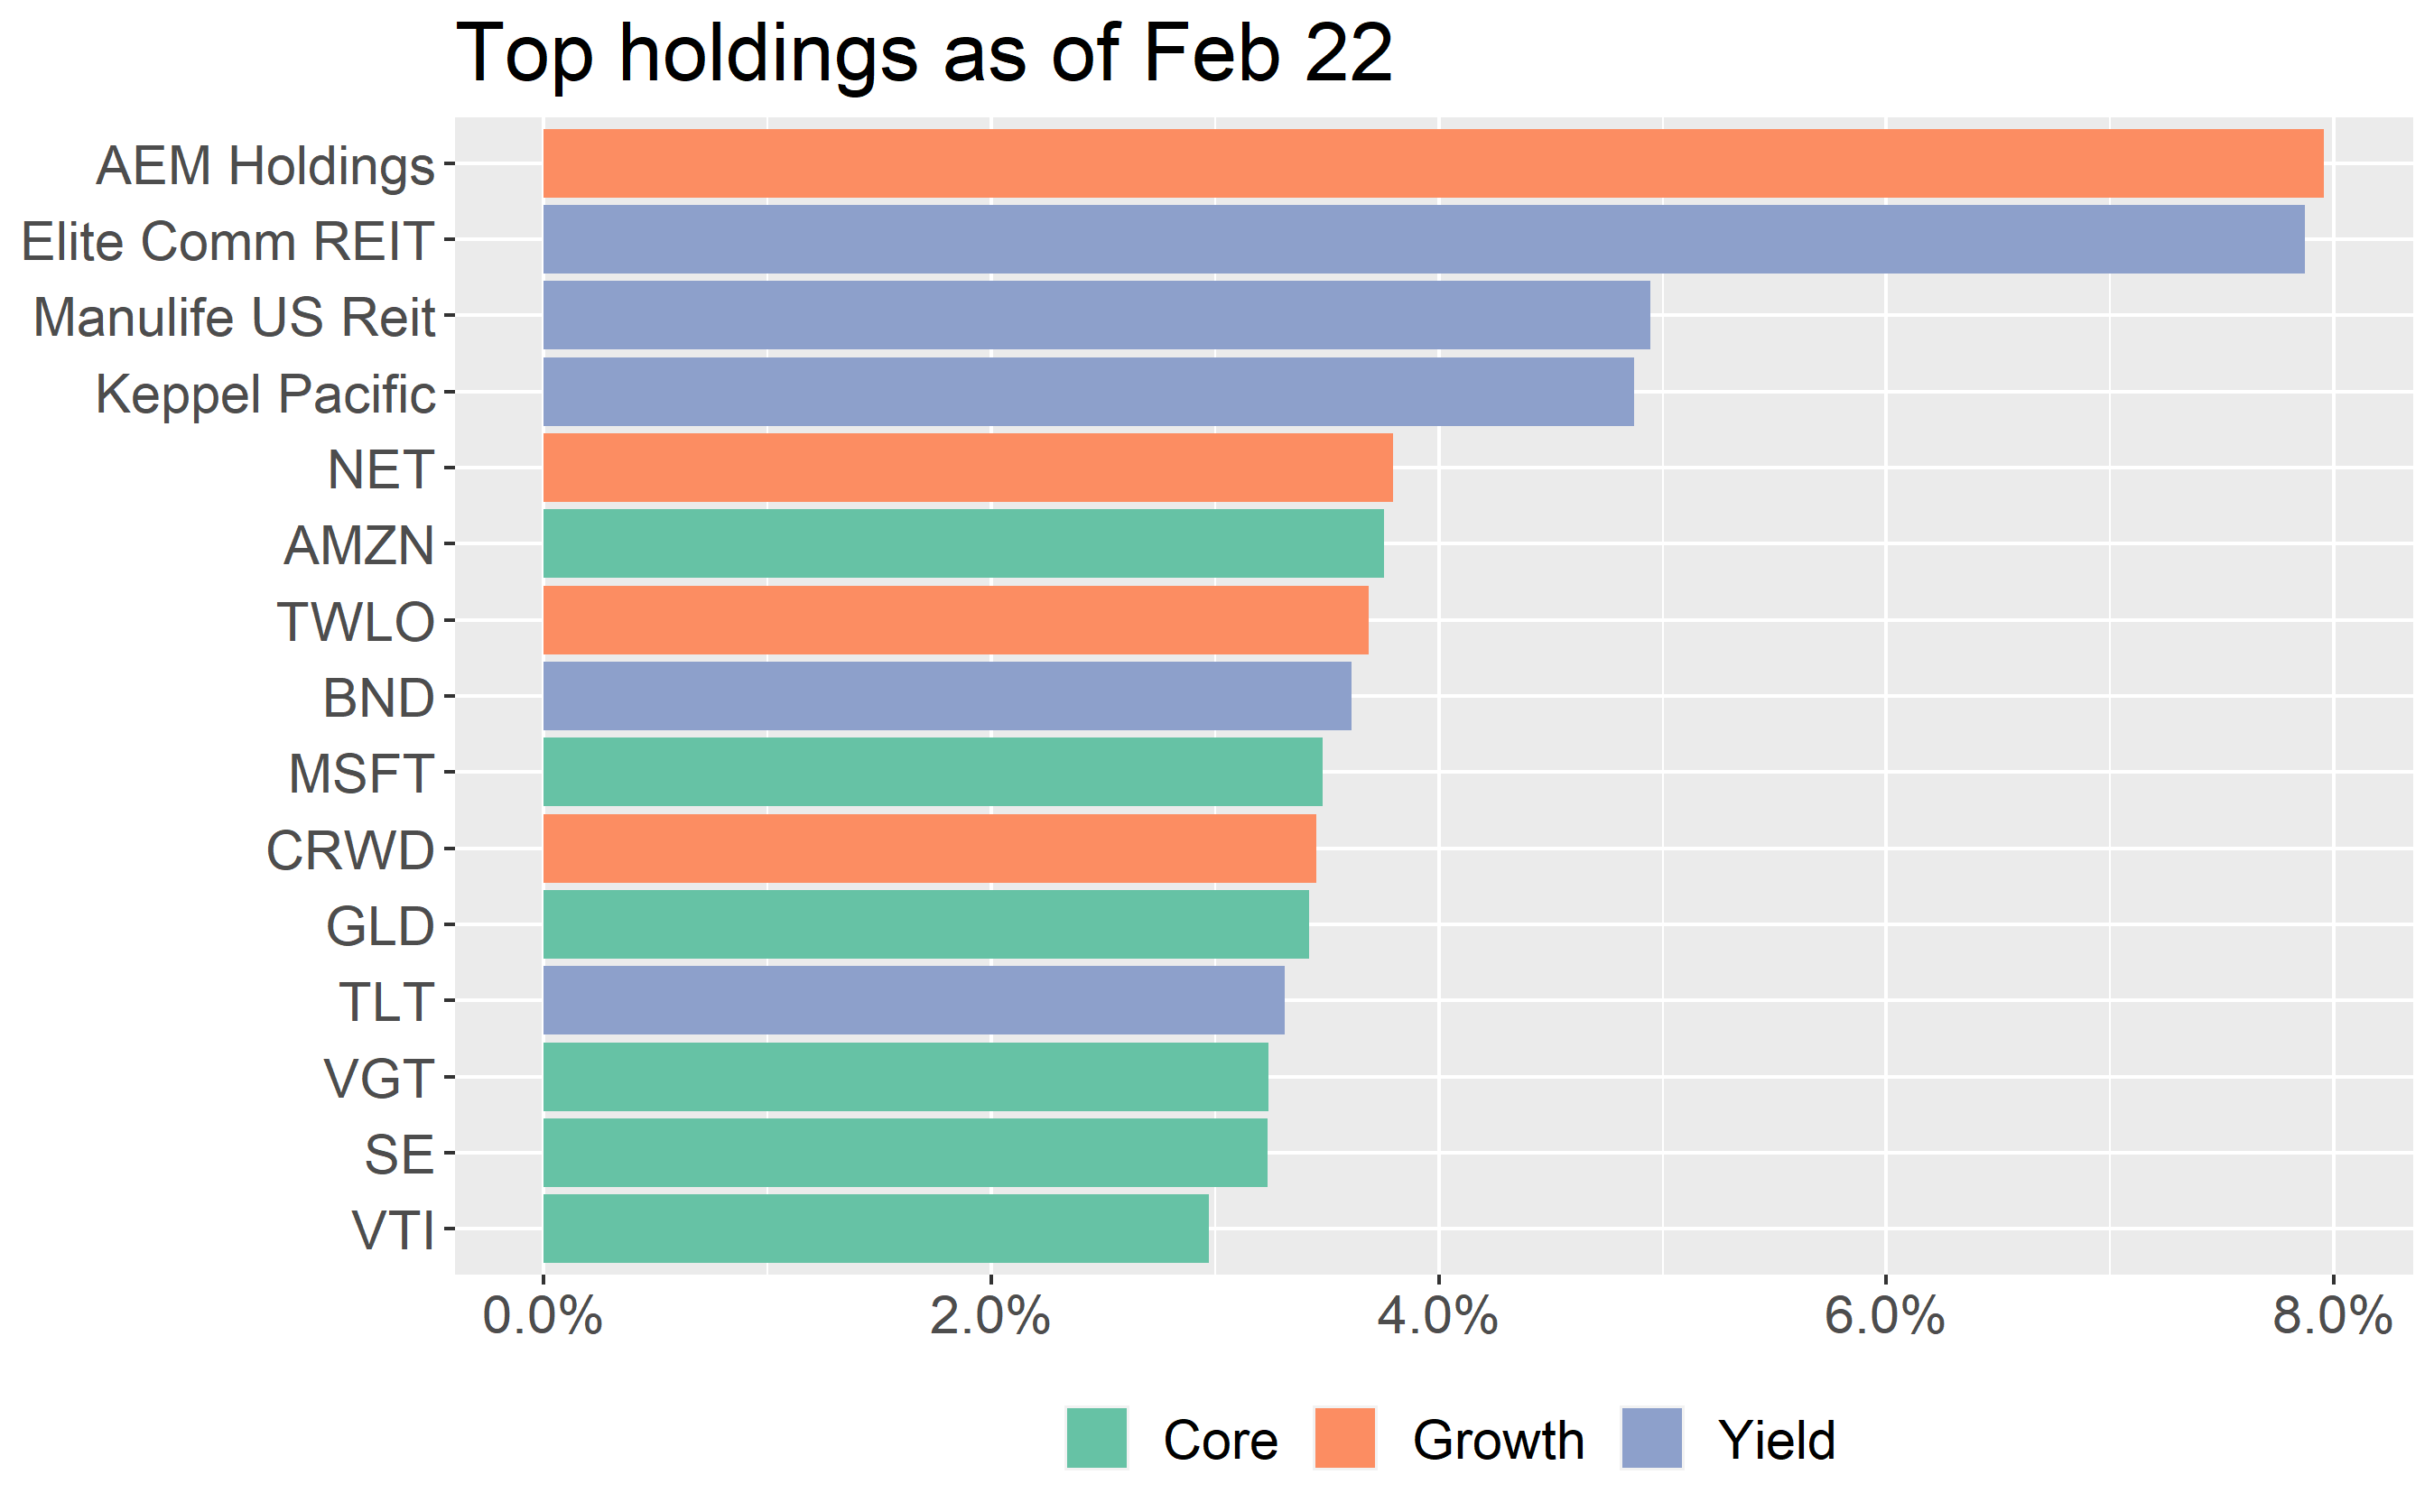 Top holdings as of Feb 22
AEM Holdings
Elite Comm REIT
Manulife US Reit
Keppel Pacific
NET
AMZN
TWLO
BND
MSFT
CRWD
GLD
TLT
VGT
SE
VTI
0.0% 2.0% 4.0% 6.0% 8.0%
Core Growth Yield